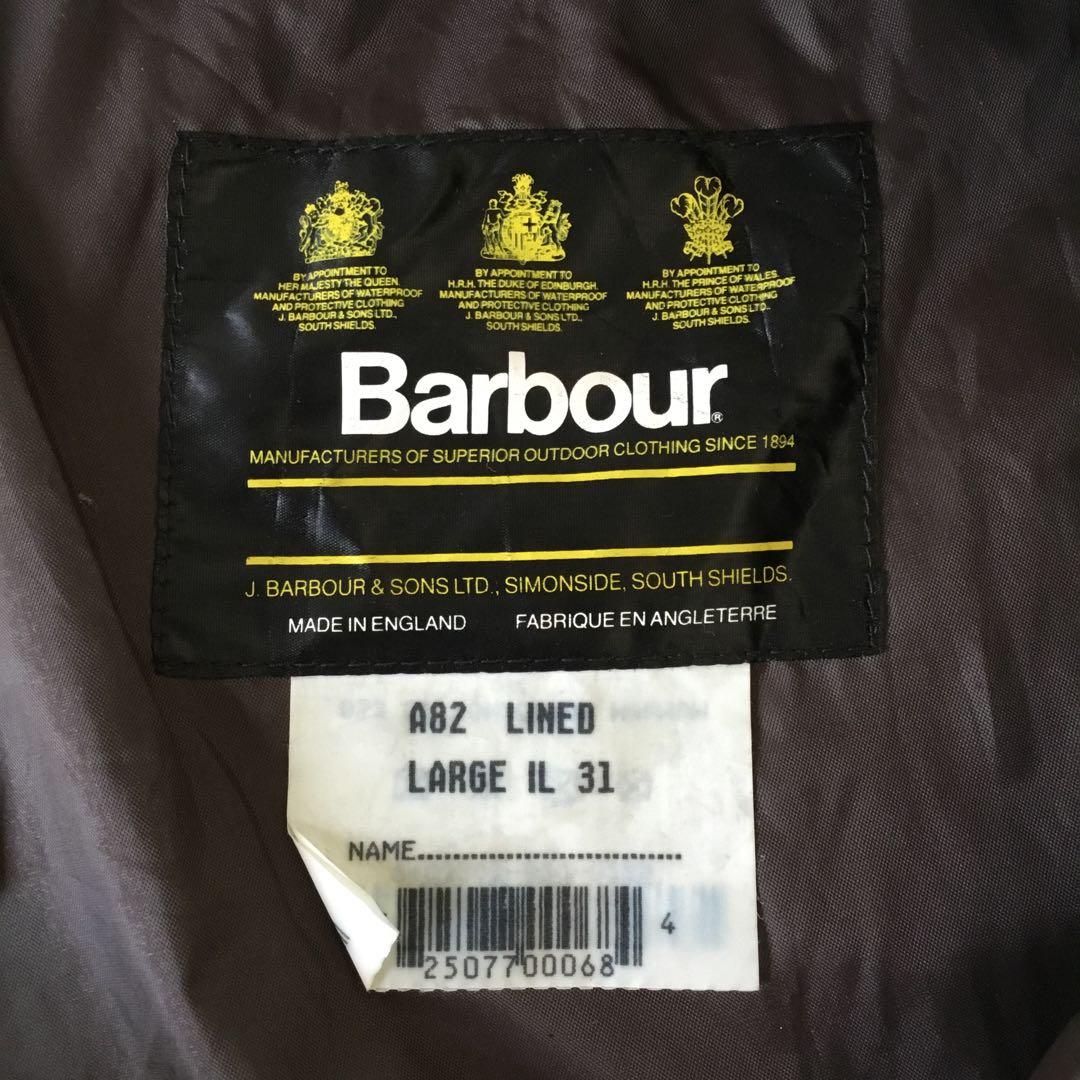 BY APPOINTMENT TO
HER MAJESTY THE QUEEN
MANUFACTURERS OF WATERPROOF
AND PROTECTIVE CLOTHING
J. BARBOUR & SONS LTD.,
SOUTH SHIELDS.
BY APPOINTMENT TO
H.R.H. THE DUKE OF EDINBURGH.
MANUFACTURERS OF WATERPROOF
AND PROTECTIVE CLOTHING
J. BARBOUR & SONS LTD.,
SOUTH SHIELDS.
BY APPOINTMENT TO
H.R.H. THE PRINCE OF WALES
MANUFACTURERS OF WATERPROOF
AND PROTECTIVE CLOTHING
J. BARBOUR & SONS LTD..
SOUTH SHIELDS
Barbour®
MANUFACTURERS OF SUPERIOR OUTDOOR CLOTHING SINCE 1894
J. BARBOUR & SONS LTD., SIMONSIDE, SOUTH SHIELDS.
MADE IN ENGLAND FABRIQUE EN ANGLETERRE
A82 LINED
LARGE IL 31
NAME...............................
4
2507700068